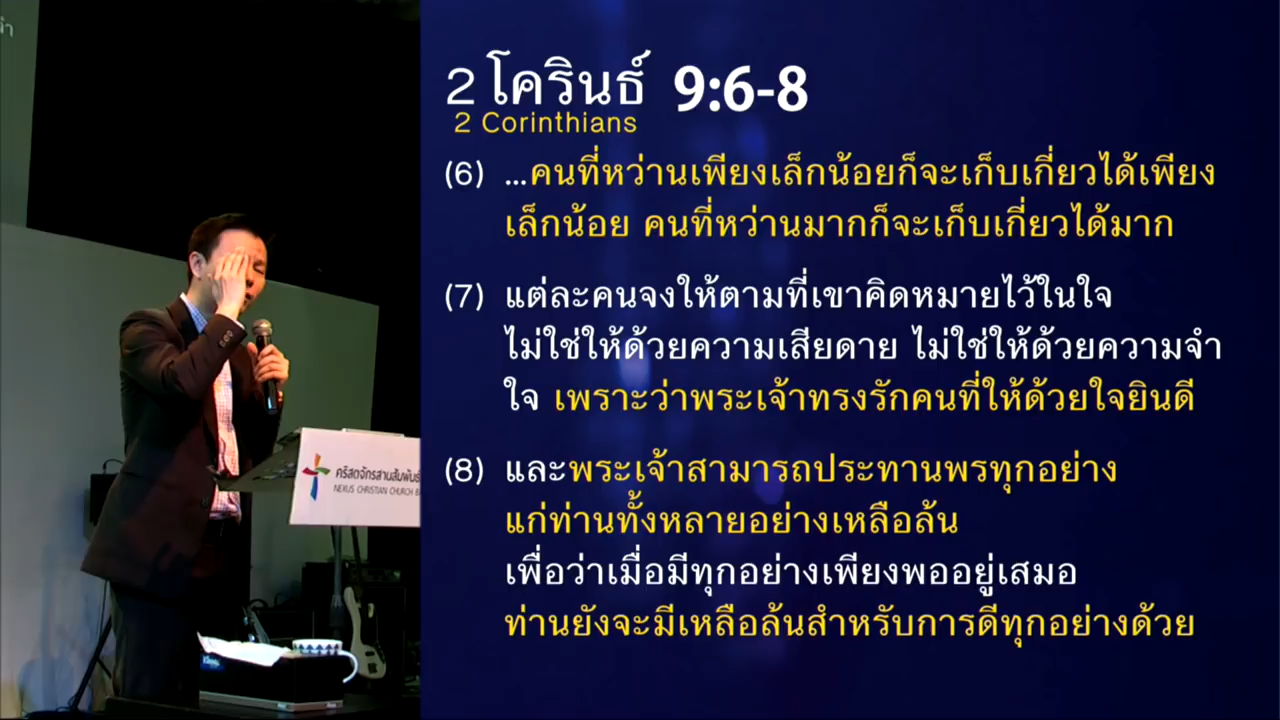 2 โครินธ์ 9:6-8
2 Corinthians
(6) ...คนที่หว่านเพียงเล็กน้อยก็จะเก็บเกี่ยวได้เพียง
เล็กน้อย คนที่หว่านมากก็จะเก็บเกี่ยวได้มาก
(7) แต่ละคนจงให้ตามที่เขาคิดหมายไว้ในใจ
ไม่ใช่ให้ด้วยความเสียดาย ไม่ใช่ให้ด้วยความจำ
ใจ เพราะว่าพระเจ้าทรงรักคนที่ให้ด้วยใจยินดี
(8) และพระเจ้าสามารถประทานพรทุกอย่าง
แก่ท่านทั้งหลายอย่างเหลือล้น
เพื่อว่าเมื่อมีทุกอย่างเพียงพออยู่เสมอ
ท่านยังจะมีเหลือล้นสำหรับการดีทุกอย่างด้วย
คริสตจักรสานสัมพันธ์
NEXUS CHRISTIAN CHURCH